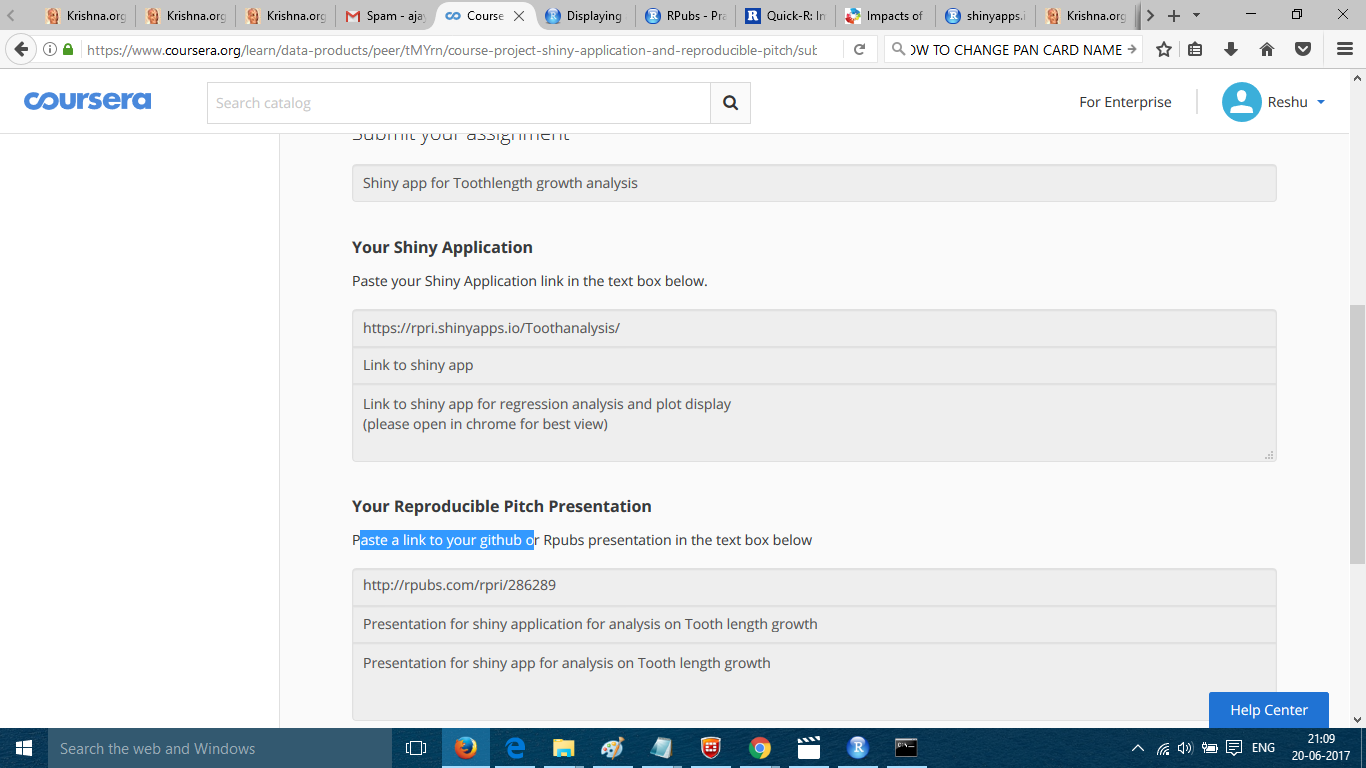 Krishna.org
Krishna.org
Krishna.org
Spam - aja
Course
Displaying
RPubs - Pra
Quick-R: In
Impacts of
shinyapps.i
Krishna.org
https://www.coursera.org/learn/data-products/peer/tMYrn/course-project-shiny-application-and-reproducible-pitch/sub
OW TO CHANGE PAN CARD NAME
coursera
Search catalog
For Enterprise
Reshu
Submit your assignment
Shiny app for Toothlength growth analysis
Your Shiny Application
Paste your Shiny Application link in the text box below.
https://rpri.shinyapps.io/Toothanalysis/
Link to shiny app
Link to shiny app for regression analysis and plot display
(please open in chrome for best view)
Your Reproducible Pitch Presentation
Paste a link to your github or Rpubs presentation in the text box below
http://rpubs.com/rpri/286289
Presentation for shiny application for analysis on Tooth length growth
Presentation for shiny app for analysis on Tooth length growth
Help Center
Search the web and Windows
ENG
21:09
20-06-2017